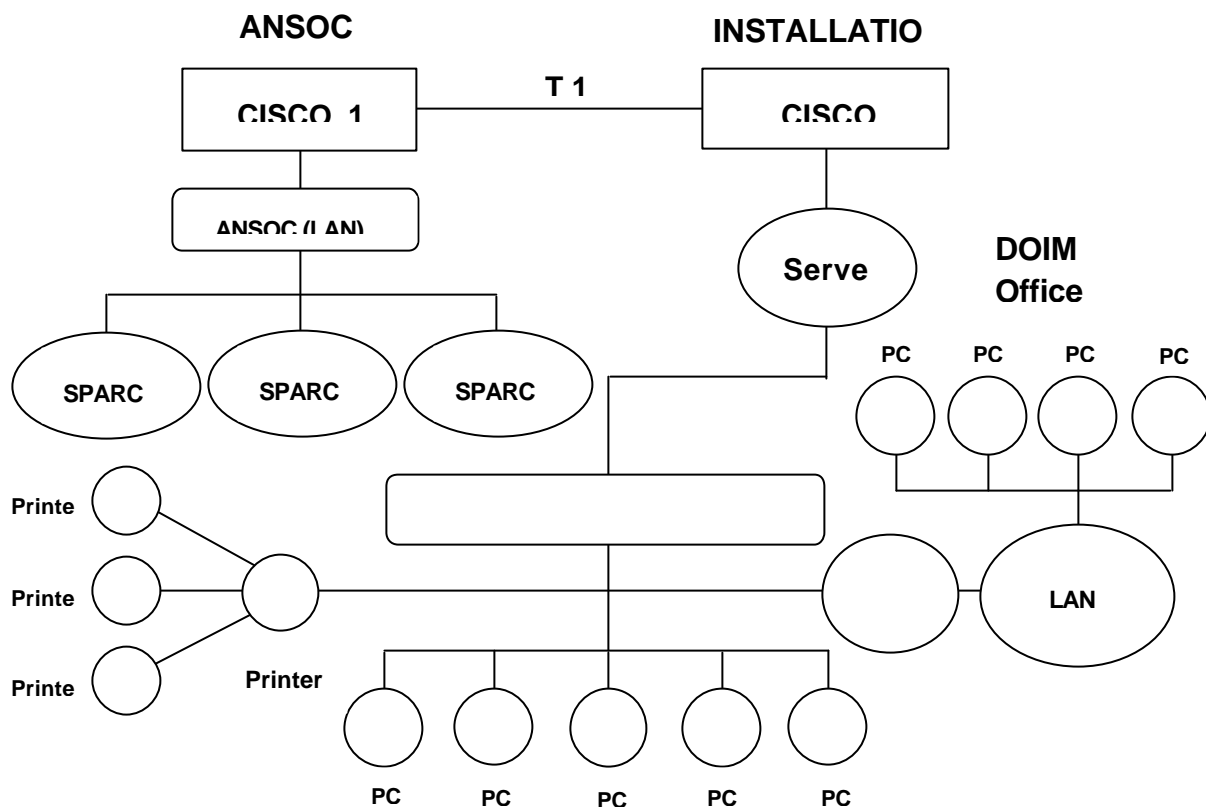 ANSOC
INSTALLATIO
T 1
CISCO 1
CISCO
ANSOC (LAN)
Serve
DOIM
Office
PC PC PC PC
SPARC SPARC SPARC
Printe
Printe
LAN
Printe
Printer
PC PC PC PC PC